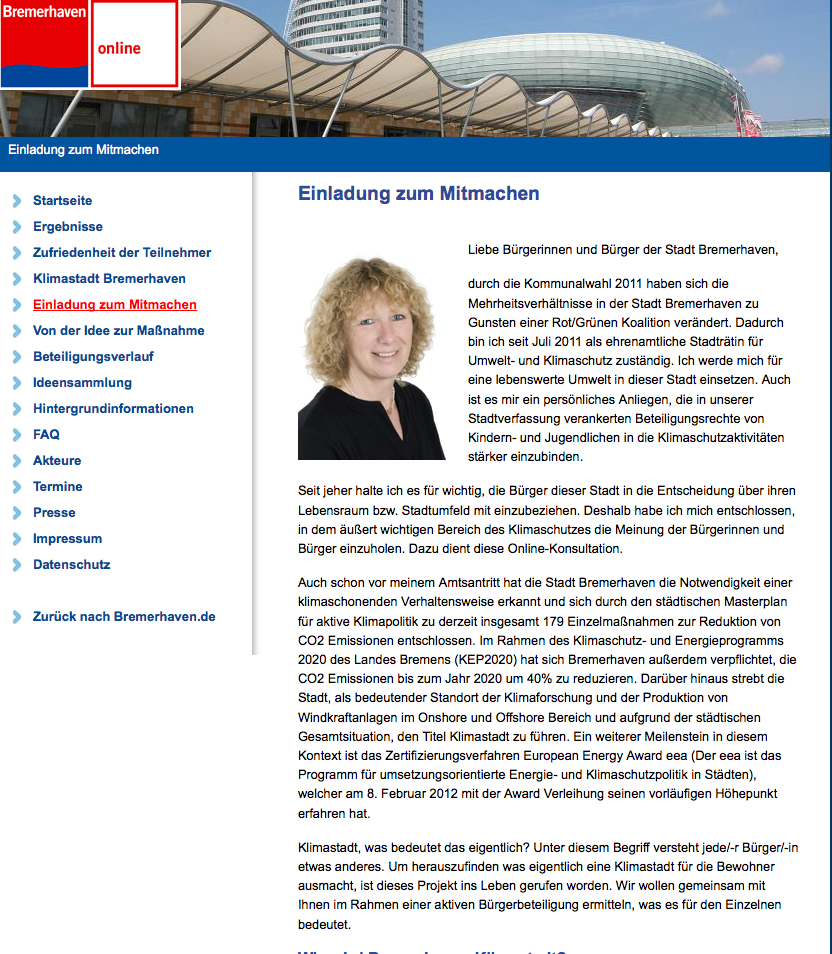 Bremerhaven
online
Einladung zum Mitmachen
Startseite
Ergebnisse
Zufriedenheit der Teilnehmer
Klimastadt Bremerhaven
Einladung zum Mitmachen
Von der Idee zur Maßnahme
Beteiligungsverlauf
Ideensammlung
Hintergrundinformationen
FAQ
Akteure
Termine
Presse
Impressum
Datenschutz
Zurück nach Bremerhaven.de
Einladung zum Mitmachen
Liebe Bürgerinnen und Bürger der Stadt Bremerhaven,
durch die Kommunalwahl 2011 haben sich die
Mehrheitsverhältnisse in der Stadt Bremerhaven zu
Gunsten einer Rot/Grünen Koalition verändert. Dadurch
bin ich seit Juli 2011 als ehrenamtliche Stadträtin für
Umwelt- und Klimaschutz zuständig. Ich werde mich für
eine lebenswerte Umwelt in dieser Stadt einsetzen. Auch
ist es mir ein persönliches Anliegen, die in unserer
Stadtverfassung verankerten Beteiligungsrechte von
Kindern- und Jugendlichen in die Klimaschutzaktivitäten
stärker einzubinden.
Seit jeher halte ich es für wichtig, die Bürger dieser Stadt in die Entscheidung über ihren
Lebensraum bzw. Stadtumfeld mit einzubeziehen. Deshalb habe ich mich entschlossen,
in dem äußert wichtigen Bereich des Klimaschutzes die Meinung der Bürgerinnen und
Bürger einzuholen. Dazu dient diese Online-Konsultation.
Auch schon vor meinem Amtsantritt hat die Stadt Bremerhaven die Notwendigkeit einer
klimaschonenden Verhaltensweise erkannt und sich durch den städtischen Masterplan
für aktive Klimapolitik zu derzeit insgesamt 179 Einzelmaßnahmen zur Reduktion von
CO2 Emissionen entschlossen. Im Rahmen des Klimaschutz- und Energieprogramms
2020 des Landes Bremens (KEP2020) hat sich Bremerhaven außerdem verpflichtet, die
CO2 Emissionen bis zum Jahr 2020 um 40% zu reduzieren. Darüber hinaus strebt die
Stadt, als bedeutender Standort der Klimaforschung und der Produktion von
Windkraftanlagen im Onshore und Offshore Bereich und aufgrund der städtischen
Gesamtsituation, den Titel Klimastadt zu führen. Ein weiterer Meilenstein in diesem
Kontext ist das Zertifizierungsverfahren European Energy Award eea (Der eea ist das
Programm für umsetzungsorientierte Energie- und Klimaschutzpolitik in Städten),
welcher am 8. Februar 2012 mit der Award Verleihung seinen vorläufigen Höhepunkt
erfahren hat.
Klimastadt, was bedeutet das eigentlich? Unter diesem Begriff versteht jede/-r Bürger/-in
etwas anderes. Um herauszufinden was eigentlich eine Klimastadt für die Bewohner
ausmacht, ist dieses Projekt ins Leben gerufen worden. Wir wollen gemeinsam mit
Ihnen im Rahmen einer aktiven Bürgerbeteiligung ermitteln, was es für den Einzelnen
bedeutet.